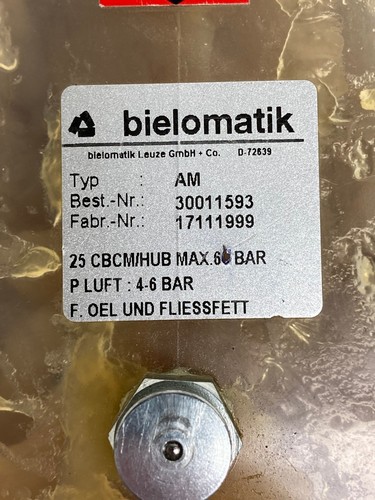 bielomatik
bielomatik Leuze GmbH + Co. D-72639
Typ : AM
Best.-Nr.: 30011593
Fabr.-Nr.: 17111999
25 CBCM/HUB MAX. BAR
P LUFT : 4-6 BAR
F. OEL UND FLIESSFETT